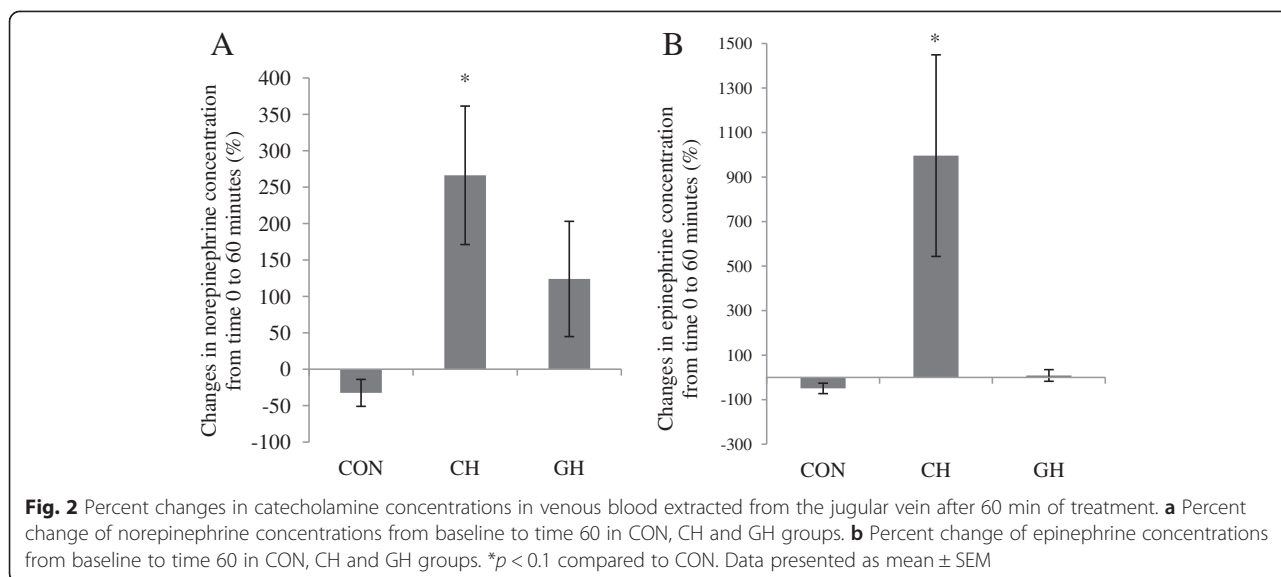 A
Changes in norepinephrine concentration
from time 0 to 60 minutes (%)
400
350
300
250
200
150
100
50
0
-50
-100
*
CON CH GH
B
Changes in epinephrine concentration
from time 0 to 60 minutes (%)
1500
1300
1100
900
700
500
300
100
-100
-300
*
CON CH GH
Fig. 2 Percent changes in catecholamine concentrations in venous blood extracted from the jugular vein after 60 min of treatment. a Percent
change of norepinephrine concentrations from baseline to time 60 in CON, CH and GH groups. b Percent change of epinephrine concentrations
from baseline to time 60 in CON, CH and GH groups. *p < 0.1 compared to CON. Data presented as mean ± SEM